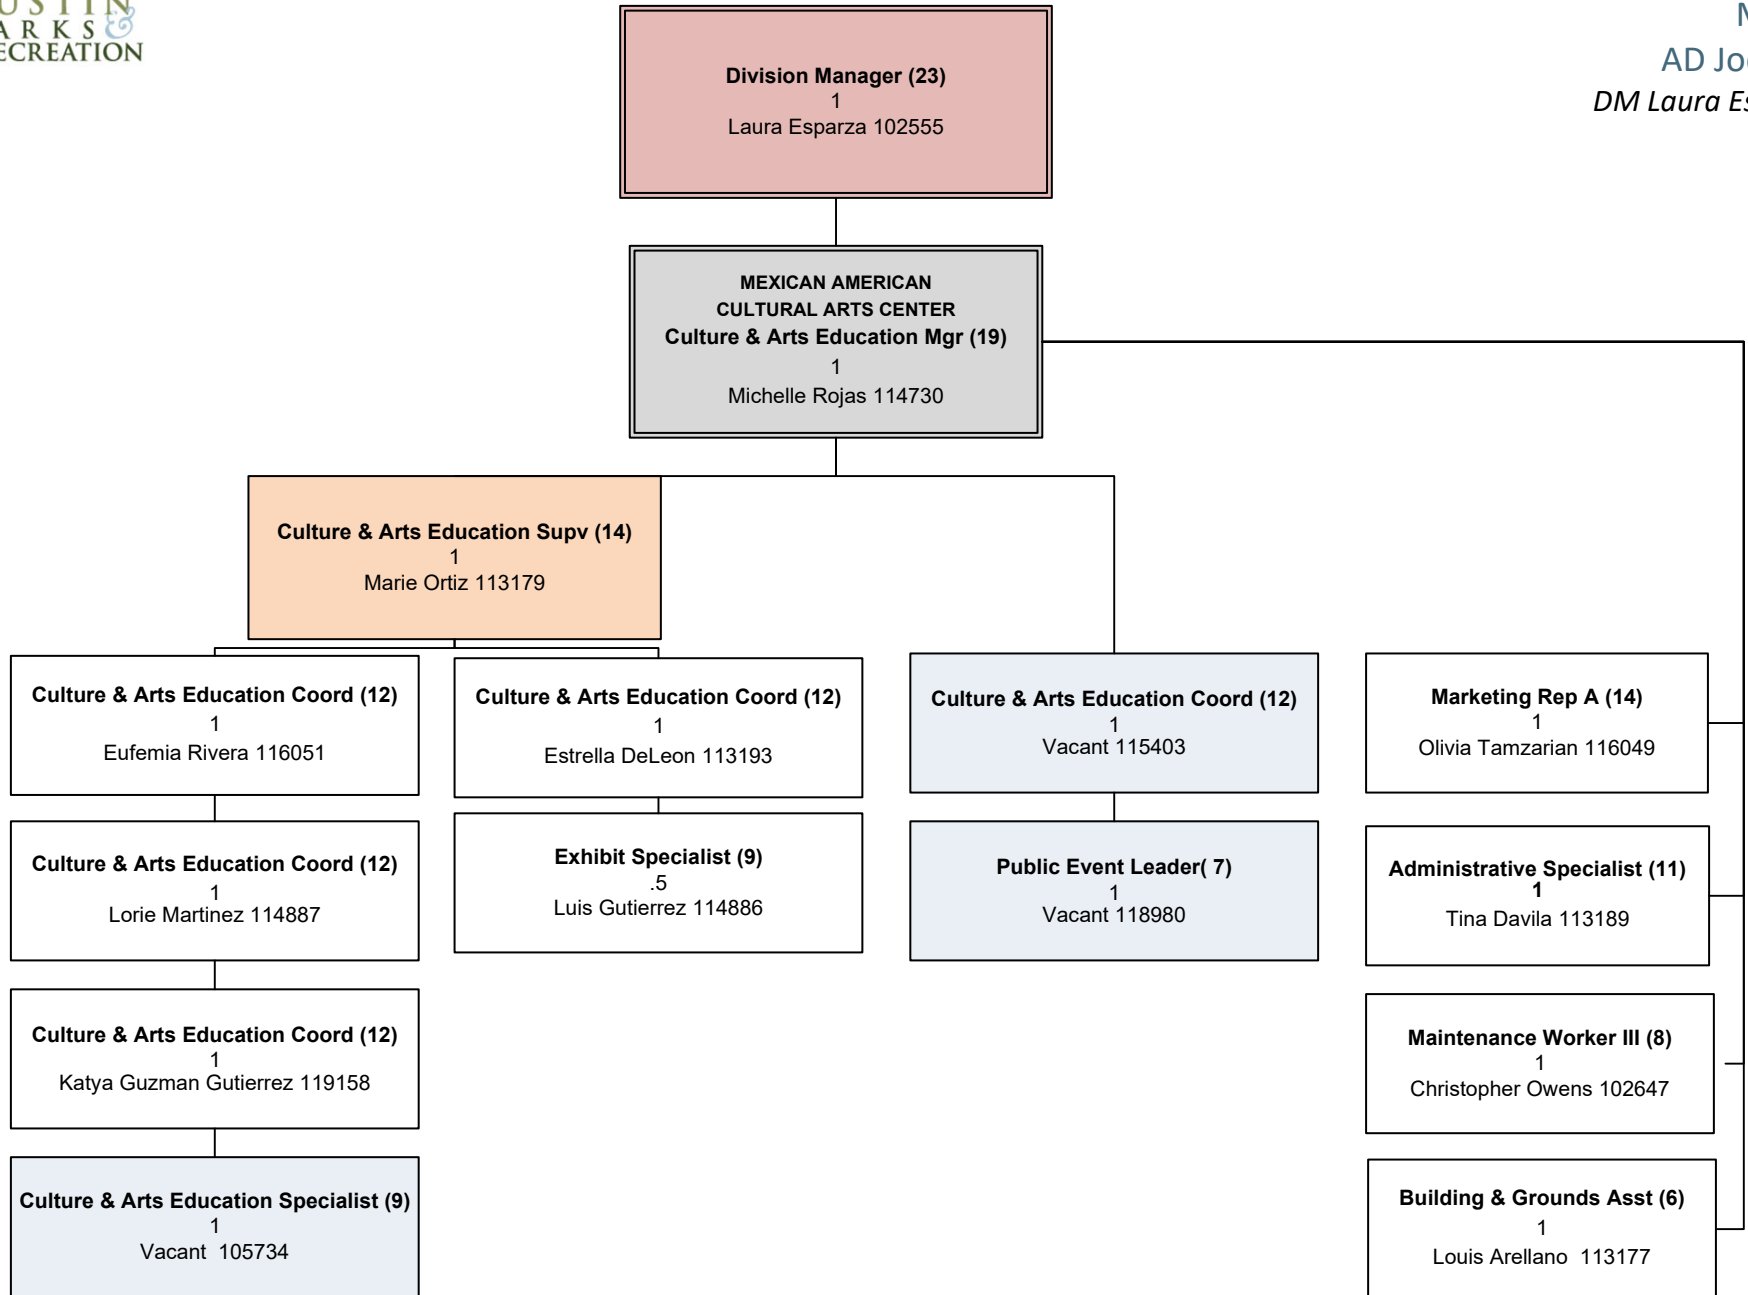 RECREATION
AD
DM Laura
Division Manager (23)
1
Laura Esparza 102555
MEXICAN AMERICAN
CULTURAL ARTS CENTER
Culture & Arts Education Mgr (19)
1
Michelle Rojas 114730
Culture & Arts Education Supv (14)
1
Marie Ortiz 113179
Culture & Arts Education Coord (12)
1
Eufemia Rivera 116051
Culture & Arts Education Coord (12)
1
Lorie Martinez 114887
Culture & Arts Education Coord (12)
1
Katya Guzman Gutierrez 119158
Culture & Arts Education Specialist (9)
1
Vacant 105734
Culture & Arts Education Coord (12)
1
Estrella DeLeon 113193
Exhibit Specialist (9)
.5
Luis Gutierrez 114886
Culture & Arts Education Coord (12)
1
Vacant 115403
Public Event Leader( 7)
1
Vacant 118980
Marketing Rep A (14)
1
Olivia Tamzarian 116049
Administrative Specialist (11)
1
Tina Davila 113189
Maintenance Worker III (8)
1
Christopher Owens 102647
Building & Grounds Asst (6)
1
Louis Arellano 113177